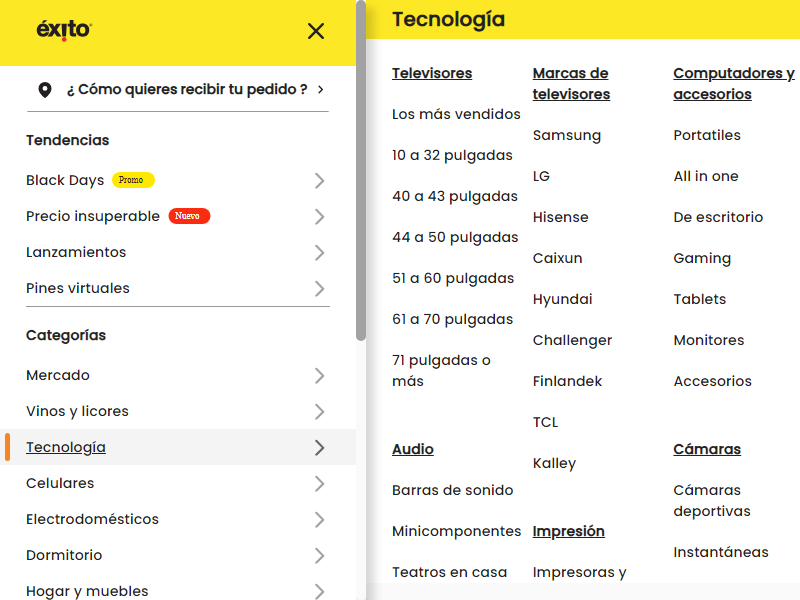 éxito
¿ Cómo quieres recibir tu pedido ?
Tendencias
Black Days Promo
Precio insuperable Nuevo
Lanzamientos
Pines virtuales
Categorías
Mercado
Vinos y licores
Tecnología
Celulares
Electrodomésticos
Dormitorio
Hogar y muebles
Tecnología
Televisores
Los más vendidos
10 a 32 pulgadas
40 a 43 pulgadas
44 a 50 pulgadas
51 a 60 pulgadas
61 a 70 pulgadas
71 pulgadas o
más
Audio
Barras de sonido
Minicomponentes
Teatros en casa
Marcas de
televisores
Samsung
LG
Hisense
Caixun
Hyundai
Challenger
Finlandek
TCL
Kalley
Impresión
Impresoras y
Computadores y
accesorios
Portatiles
All in one
De escritorio
Gaming
Tablets
Monitores
Accesorios
Cámaras
Cámaras
deportivas
Instantáneas